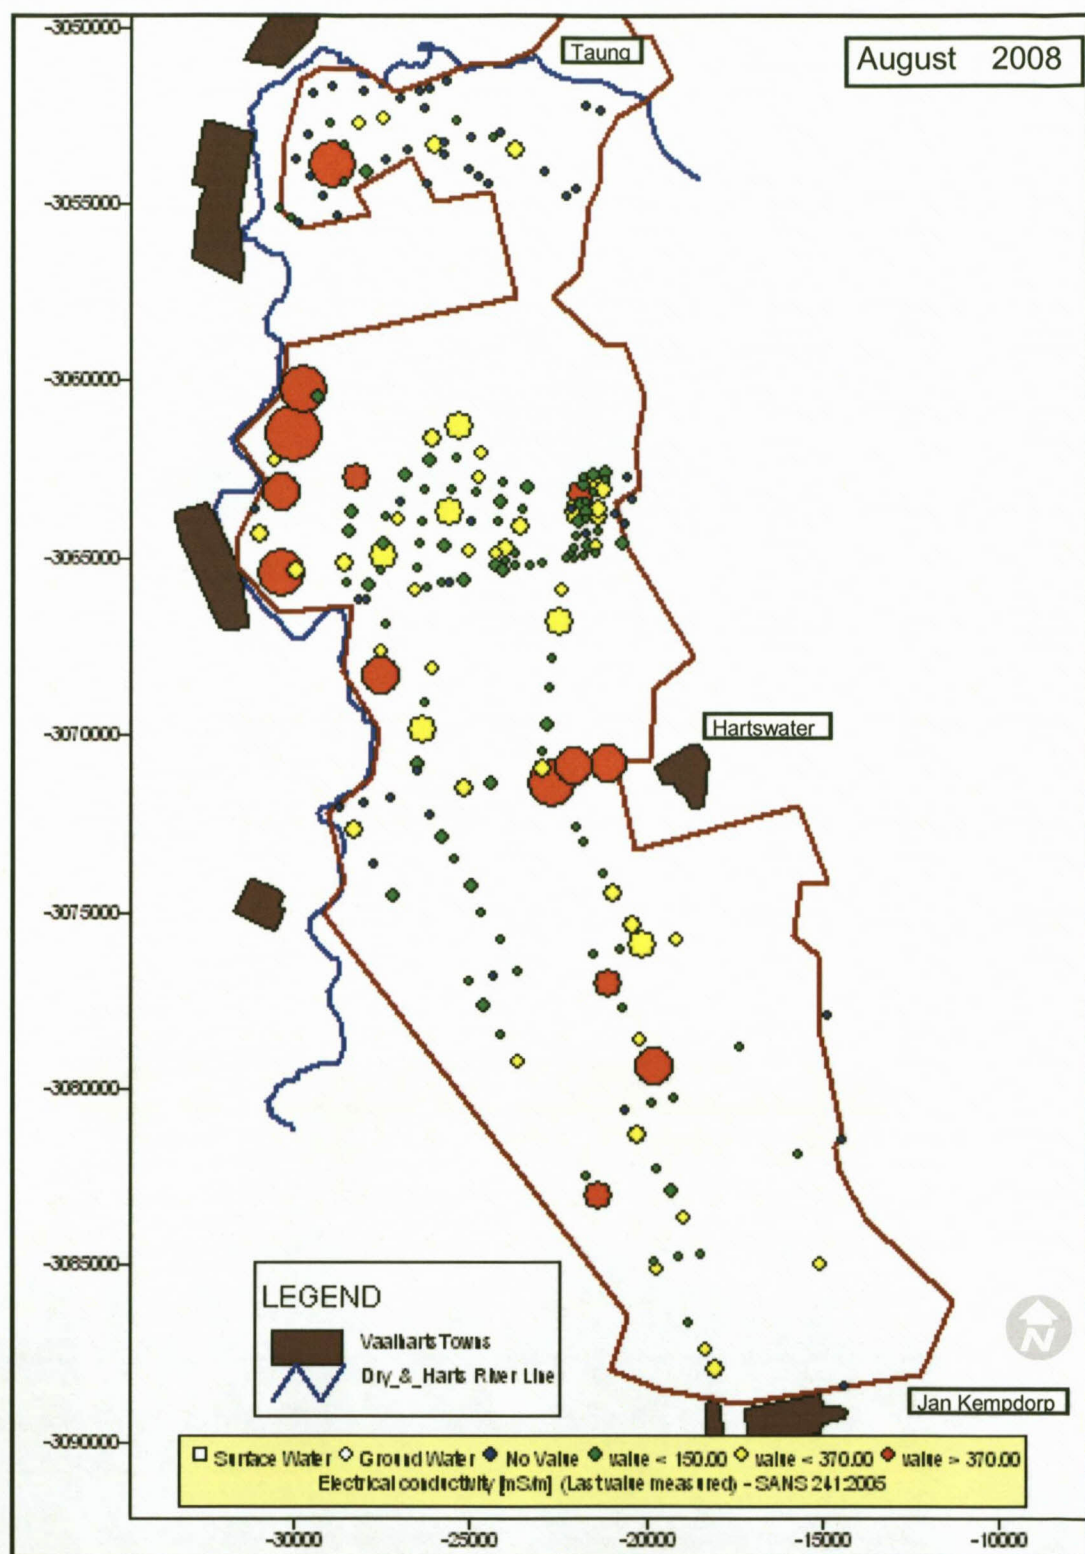 August 2008
Taung
-3050000
-3055000
-3060000
-3065000
-3070000
-3075000
-3080000
-3085000
-3090000
Hartswater
LEGEND
Vaalharts Towns
Dry_&_Harts River Line
N
Jan Kempdorp
Surface Water Ground Water No Value value < 150.00 value < 370.00 value > 370.00
Electrical conductivity [mS/m] (Last value measured) - SANS 241:2005
-30000 -25000 -20000 -15000 -10000